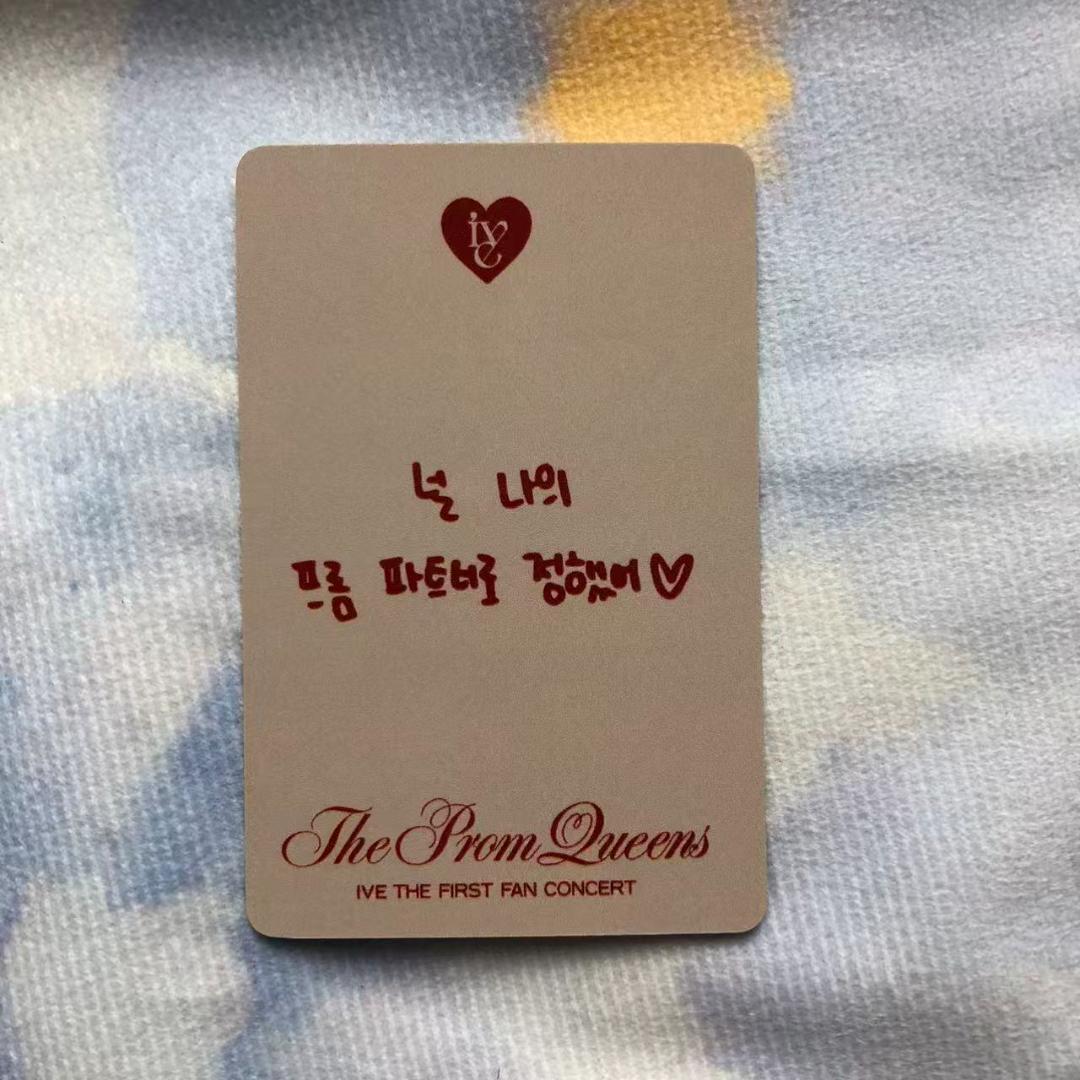 ive
널 나의
프롬 파트너로 정했어♡
The Prom Queens
IVE THE FIRST FAN CONCERT